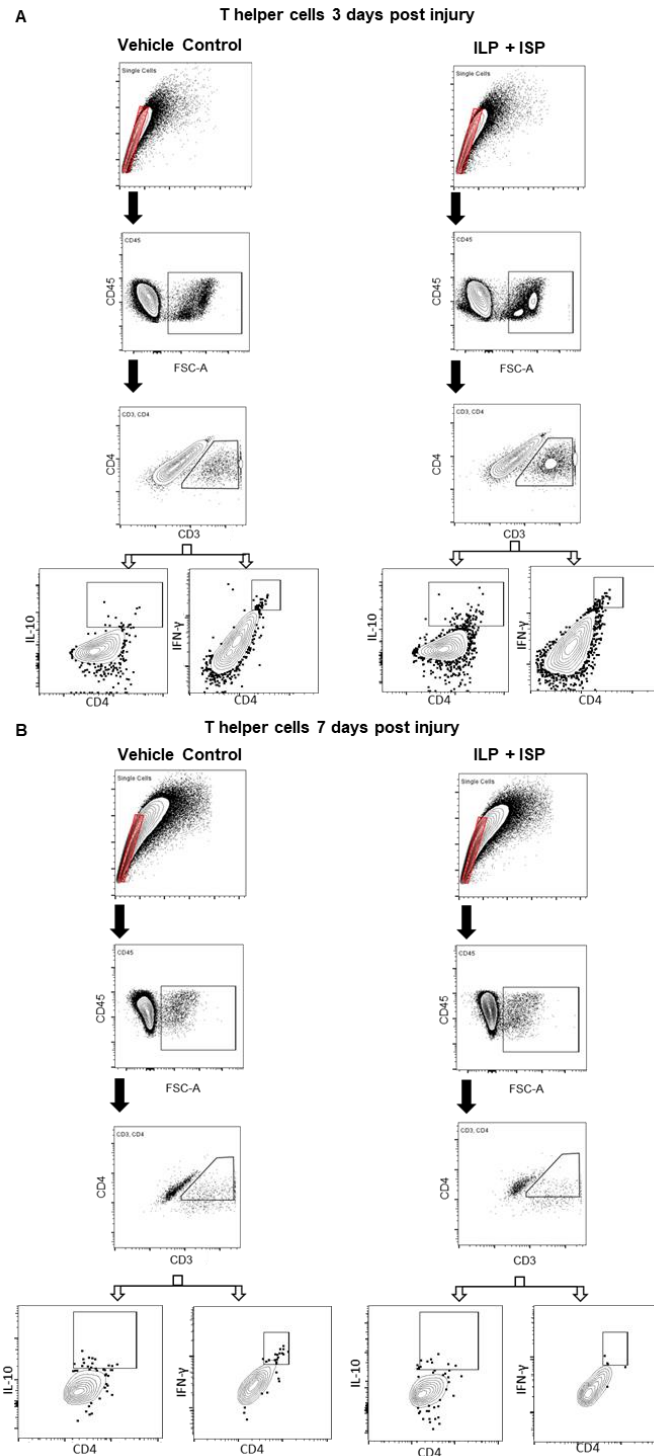 A
T helper cells 3 days post injury
Vehicle Control
ILP + ISP
Single Cells
Single Cells
CD45
CD45
CD45
CD45
FSC-A
FSC-A
CD3, CD4
CD3, CD4
CD4
CD4
CD3
CD3
IL-10
IFN-γ
IL-10
IFN-γ
CD4
CD4
CD4
CD4
B
T helper cells 7 days post injury
Vehicle Control
ILP + ISP
Single Cells
Single Cells
CD45
CD45
CD45
CD45
FSC-A
FSC-A
CD3, CD4
CD3, CD4
CD4
CD4
CD3
CD3
IL-10
IFN-γ
IL-10
IFN-γ
CD4
CD4
CD4
CD4